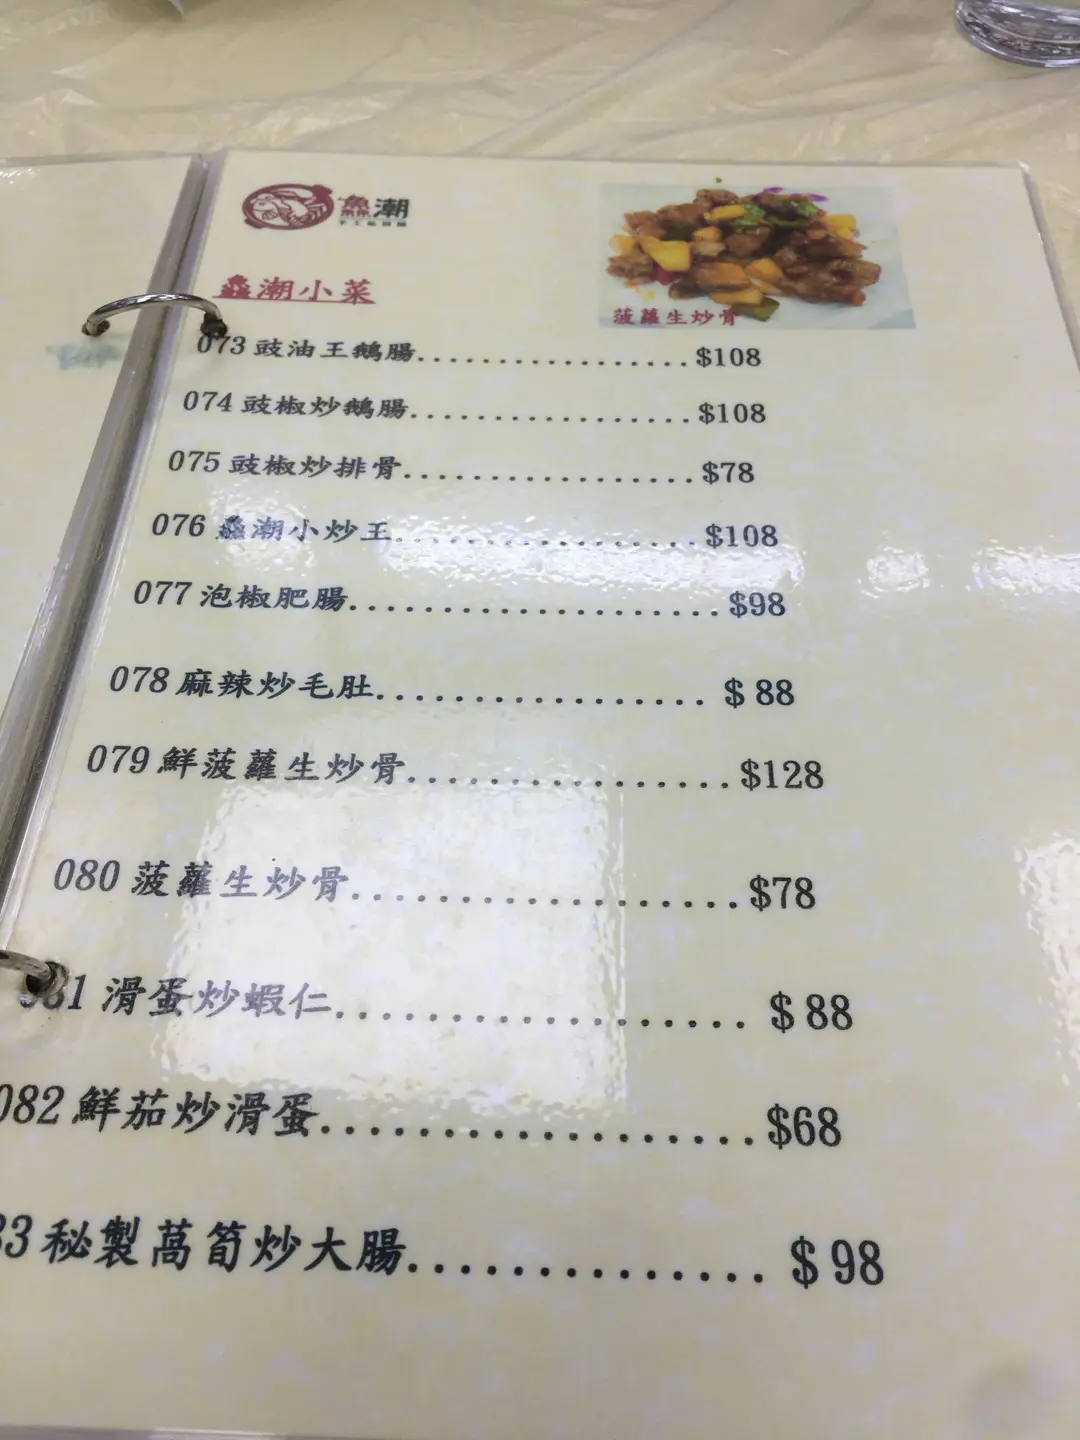 鱻潮
鱻潮小菜
菠蘿生炒骨
073 豉油王鵝腸 $108
074 豉椒炒鵝腸 $108
075 豉椒炒排骨 $78
076 鱻潮小炒王 $108
077 泡椒肥腸 $98
078 麻辣炒毛肚 $88
079 鮮菠蘿生炒骨 $128
080 菠蘿生炒骨 $78
081 滑蛋炒蝦仁 $88
082 鮮茄炒滑蛋 $68
83 秘製萵筍炒大腸 $98